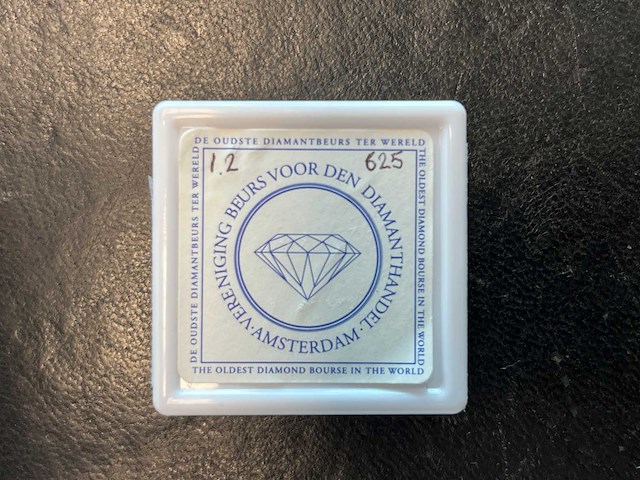 DE OUDSTE DIAMANTBEURS TER WERELD
1.2
625
DE OUDSTE DIAMANTBEURS TER WERELD
THE OLDEST DIAMOND BOURSE IN THE WORLD
VERENIGING BEURS VOOR DEN DIAMANTHANDEL
· AMSTERDAM ·
THE OLDEST DIAMOND BOURSE IN THE WORLD